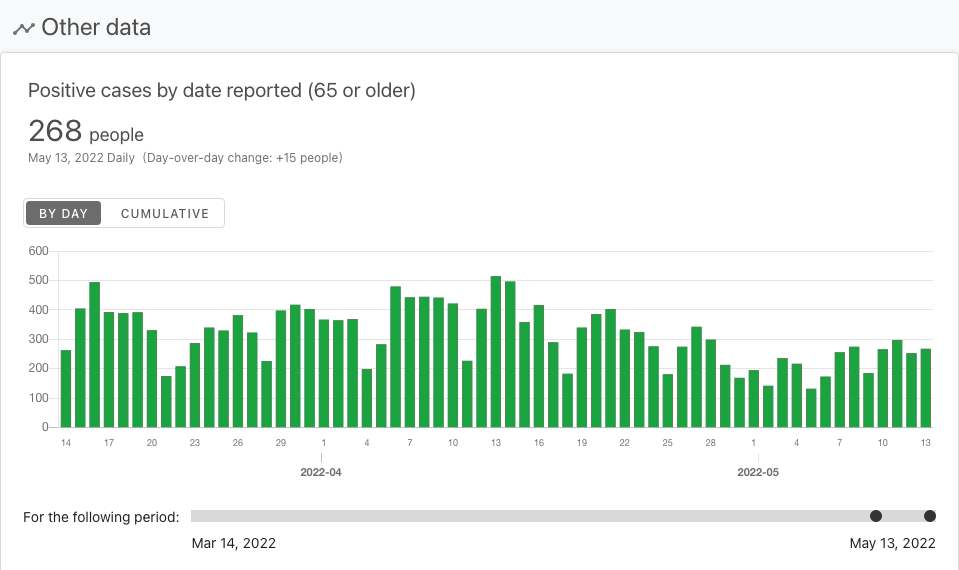 Other data
Positive cases by date reported (65 or older)
268 people
May 13, 2022 Daily (Day-over-day change: +15 people)
BY DAY CUMULATIVE
600
500
400
300
200
100
0
14 17 20 23 26 29 1 4 7 10 13 16 19 22 25 28 1 4 7 10 13
2022-04 2022-05
For the following period:
Mar 14, 2022 May 13, 2022